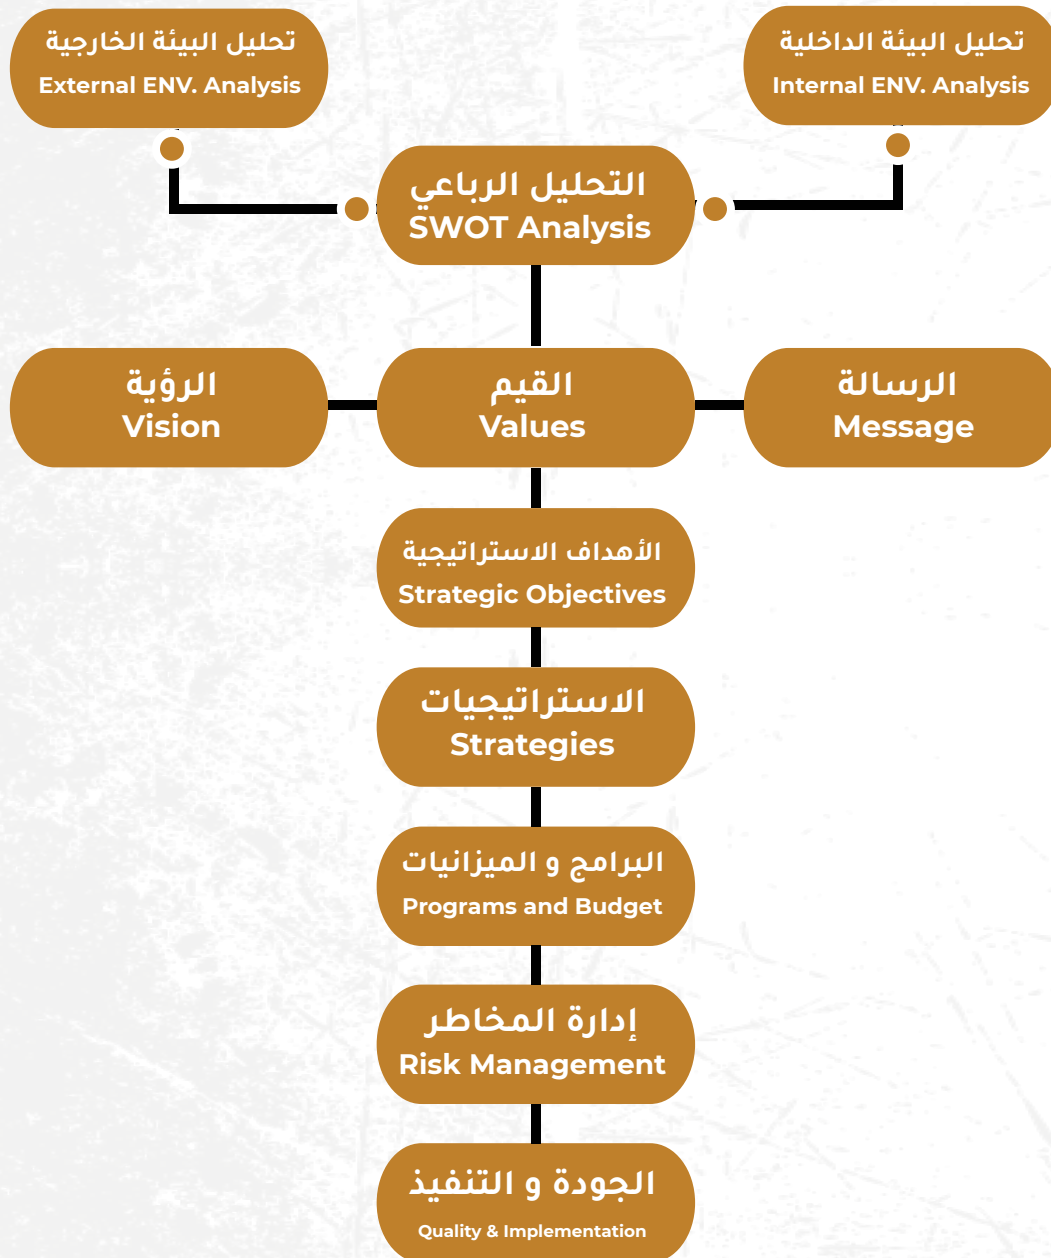 تحليل البيئة الخارجية
External ENV. Analysis
تحليل البيئة الداخلية
Internal ENV. Analysis
التحليل الرباعي
SWOT Analysis
الرؤية
Vision
القيم
Values
الرسالة
Message
الأهداف الاستراتيجية
Strategic Objectives
الاستراتيجيات
Strategies
البرامج و الميزانيات
Programs and Budget
إدارة المخاطر
Risk Management
الجودة و التنفيذ
Quality & Implementation